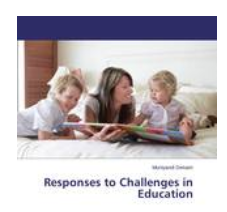 Responses to Challenges in
Education